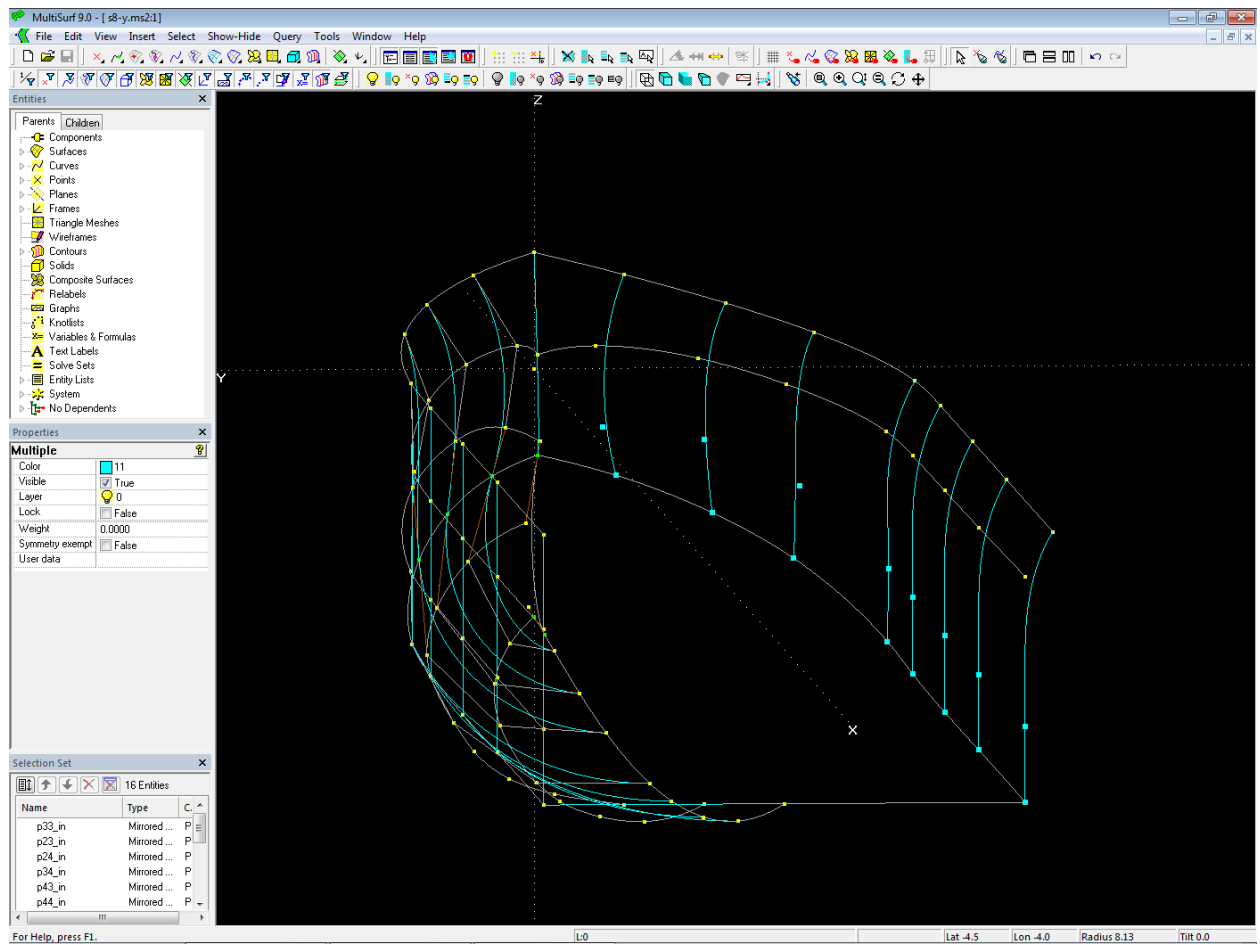 MultiSurf 9.0 - [ s8-y.ms2:1]
File Edit View Insert Select Show-Hide Query Tools Window Help
Entities
Parents Children
Components
Surfaces
Curves
Points
Planes
Frames
Triangle Meshes
Wireframes
Contours
Solids
Composite Surfaces
Relabels
Graphs
Knotlists
Variables & Formulas
Text Labels
Solve Sets
Entity Lists
System
No Dependents
Properties
Multiple
Color 11
Visible True
Layer 0
Lock False
Weight 0.0000
Symmetry exempt False
User data
Selection Set
16 Entities
Name Type C.
p33_in Mirrored ... P
p23_in Mirrored ... P
p24_in Mirrored ... P
p34_in Mirrored ... P
p43_in Mirrored ... P
p44_in Mirrored ... P
Z
Y
X
For Help, press F1. L:0 Lat -4.5 Lon -4.0 Radius 8.13 Tilt 0.0